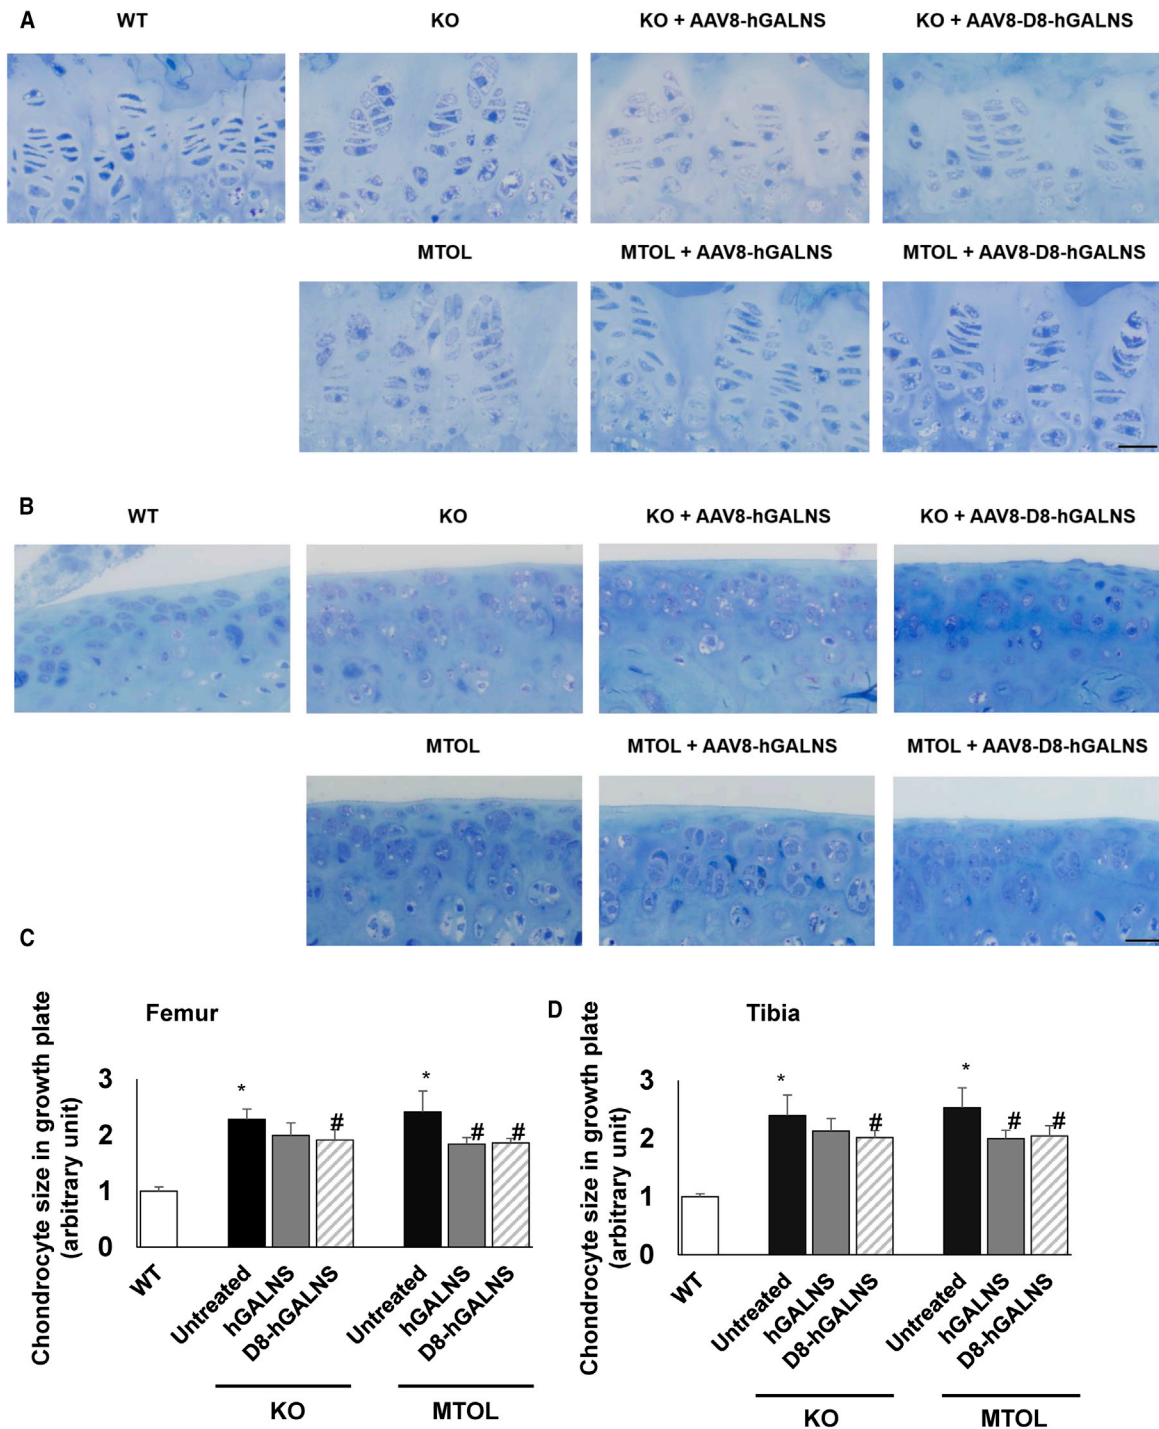 A
WT
KO
KO + AAV8-hGALNS
KO + AAV8-D8-hGALNS
MTOL
MTOL + AAV8-hGALNS
MTOL + AAV8-D8-hGALNS
B
WT
KO
KO + AAV8-hGALNS
KO + AAV8-D8-hGALNS
MTOL
MTOL + AAV8-hGALNS
MTOL + AAV8-D8-hGALNS
C
Femur
Chondrocyte size in growth plate
(arbitrary unit)
3
2
1
0
*
#
*
#
#
WT
Untreated
hGALNS
D8-hGALNS
Untreated
hGALNS
D8-hGALNS
KO
MTOL
D
Tibia
Chondrocyte size in growth plate
(arbitrary unit)
3
2
1
0
*
#
*
#
#
WT
Untreated
hGALNS
D8-hGALNS
Untreated
hGALNS
D8-hGALNS
KO
MTOL